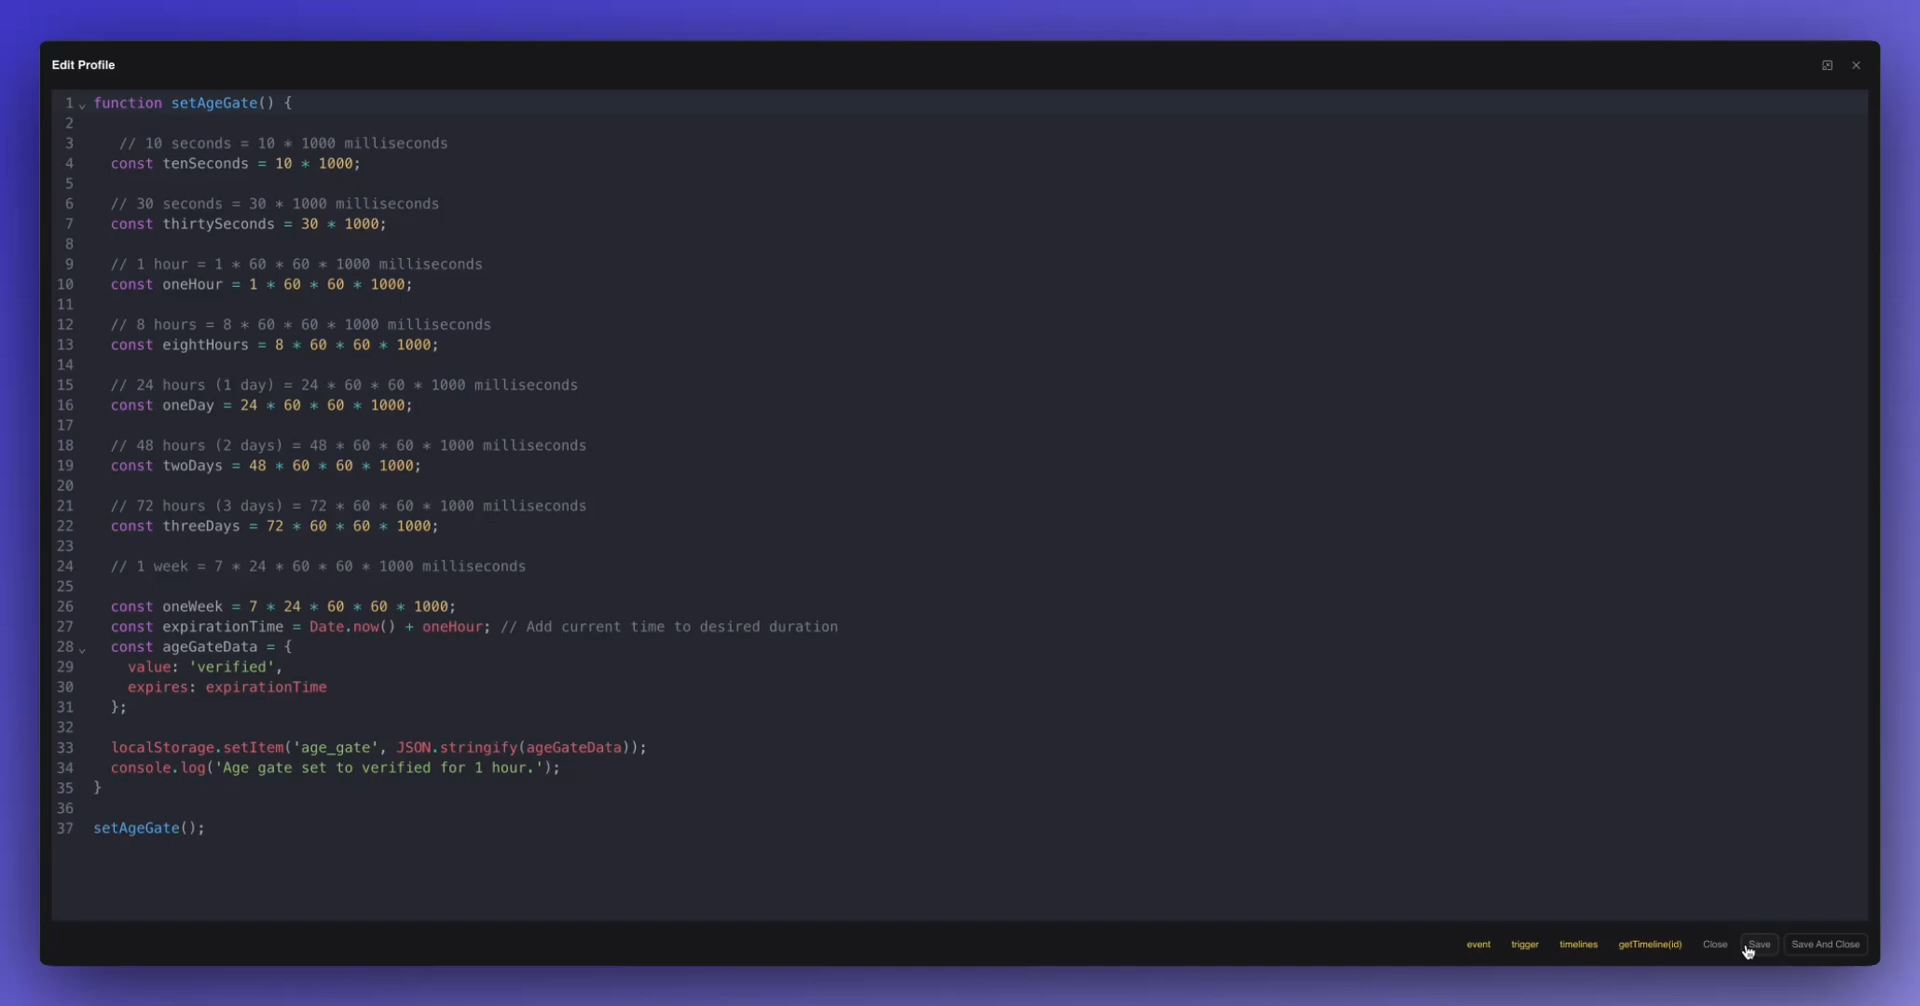 Edit Profile
1 function setAgeGate() {
2
3 // 10 seconds = 10 * 1000 milliseconds
4 const tenSeconds = 10 * 1000;
5
6 // 30 seconds = 30 * 1000 milliseconds
7 const thirtySeconds = 30 * 1000;
8
9 // 1 hour = 1 * 60 * 60 * 1000 milliseconds
10 const oneHour = 1 * 60 * 60 * 1000;
11
12 // 8 hours = 8 * 60 * 60 * 1000 milliseconds
13 const eightHours = 8 * 60 * 60 * 1000;
14
15 // 24 hours (1 day) = 24 * 60 * 60 * 1000 milliseconds
16 const oneDay = 24 * 60 * 60 * 1000;
17
18 // 48 hours (2 days) = 48 * 60 * 60 * 1000 milliseconds
19 const twoDays = 48 * 60 * 60 * 1000;
20
21 // 72 hours (3 days) = 72 * 60 * 60 * 1000 milliseconds
22 const threeDays = 72 * 60 * 60 * 1000;
23
24 // 1 week = 7 * 24 * 60 * 60 * 1000 milliseconds
25
26 const oneWeek = 7 * 24 * 60 * 60 * 1000;
27 const expirationTime = Date.now() + oneHour; // Add current time to desired duration
28 const ageGateData = {
29 value: 'verified',
30 expires: expirationTime
31 };
32
33 localStorage.setItem('age_gate', JSON.stringify(ageGateData));
34 console.log('Age gate set to verified for 1 hour.');
35 }
36
37 setAgeGate();
event trigger timelines getTimeline(id) Close Save Save And Close